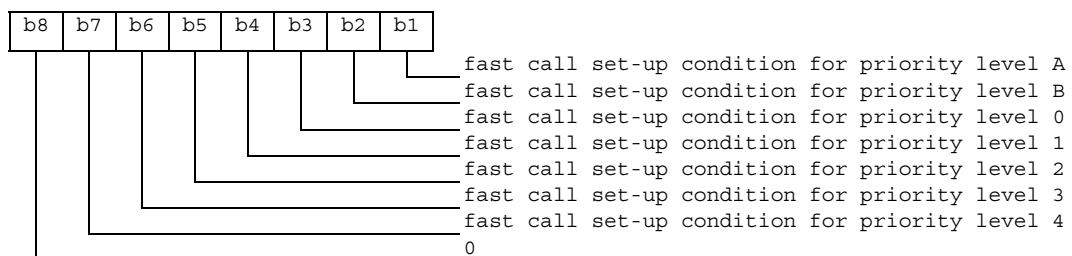 b8 b7 b6 b5 b4 b3 b2 b1
fast call set-up condition for priority level A
fast call set-up condition for priority level B
fast call set-up condition for priority level 0
fast call set-up condition for priority level 1
fast call set-up condition for priority level 2
fast call set-up condition for priority level 3
fast call set-up condition for priority level 4
0